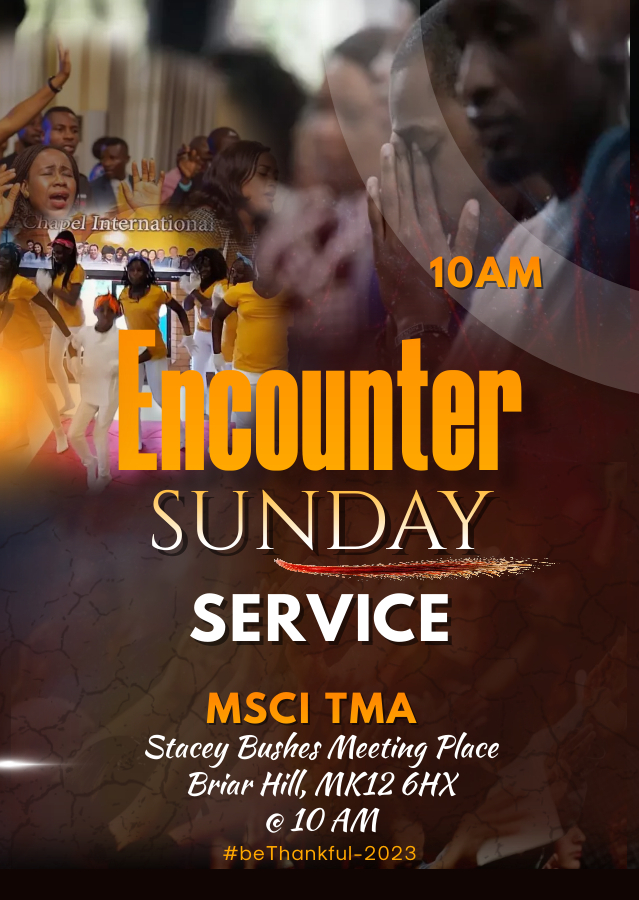 Chapel International
10AM
Encounter
SUNDAY
SERVICE
MSCI TMA
Stacey Bushes Meeting Place
Briar Hill, MK12 6HX
@ 10 AM
#beThankful-2023